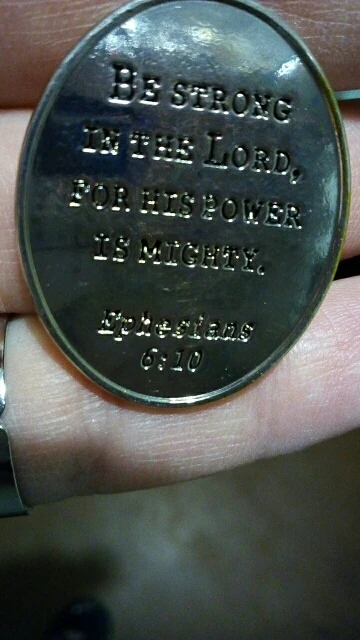 BE STRONG
IN THE LORD,
FOR HIS POWER
IS MIGHTY.
Ephesians
6:10